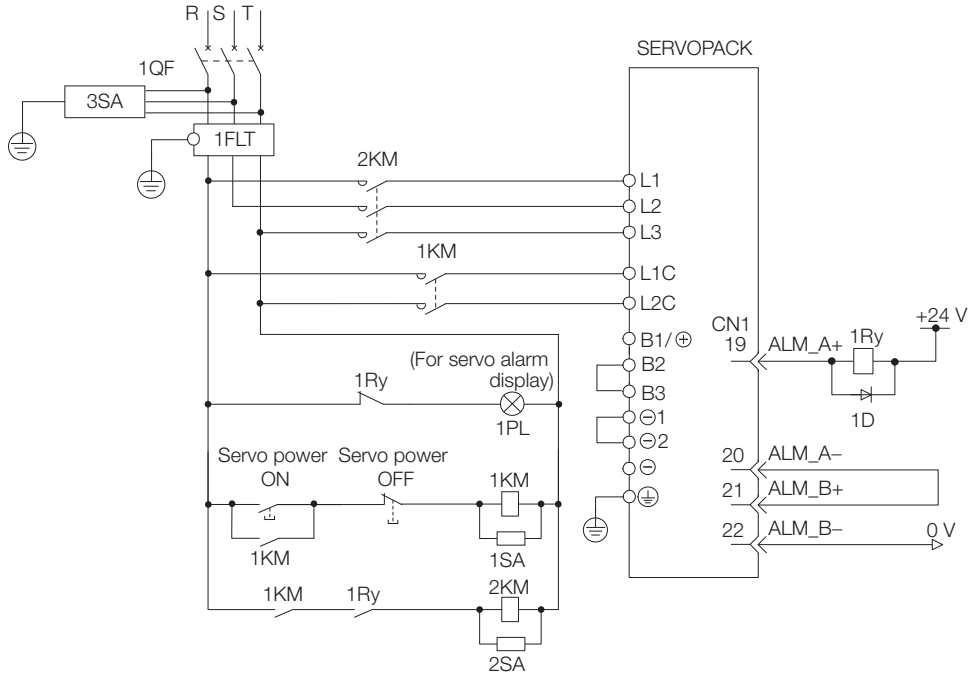 R S T
SERVOPACK
1QF
3SA
1FLT
2KM
L1
L2
L3
1KM
L1C
L2C
+24 V
CN1
B1/⊕
19
ALM_A+
1Ry
(For servo alarm
display)
B2
1Ry
B3
1D
1PL
⊖1
⊖2
20
ALM_A−
Servo power
ON
Servo power
OFF
⊖
1KM
21
ALM_B+
22
ALM_B−
0 V
1KM
1SA
1KM
1Ry
2KM
2SA